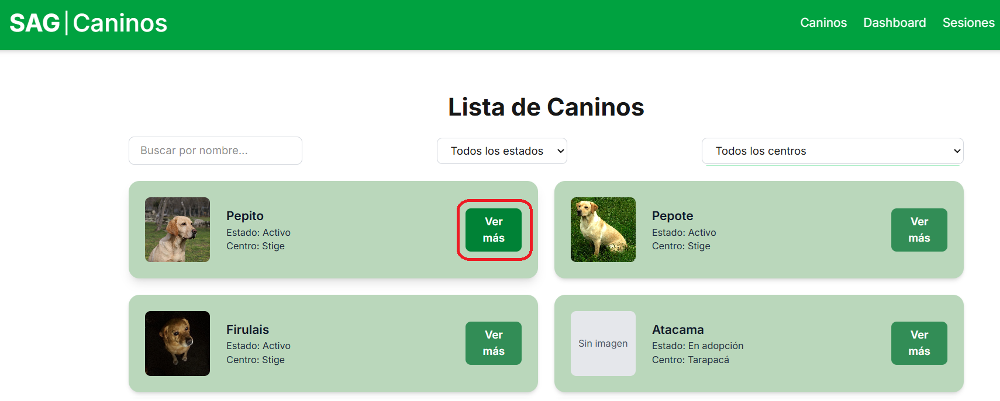 SAG|Caninos
Caninos Dashboard Sesiones
Lista de Caninos
Buscar por nombre...
Todos los estados
Todos los centros
Pepito
Estado: Activo
Centro: Stige
Ver
más
Pepote
Estado: Activo
Centro: Stige
Ver
más
Firulais
Estado: Activo
Centro: Stige
Ver
más
Sin imagen
Atacama
Estado: En adopción
Centro: Tarapacá
Ver
más